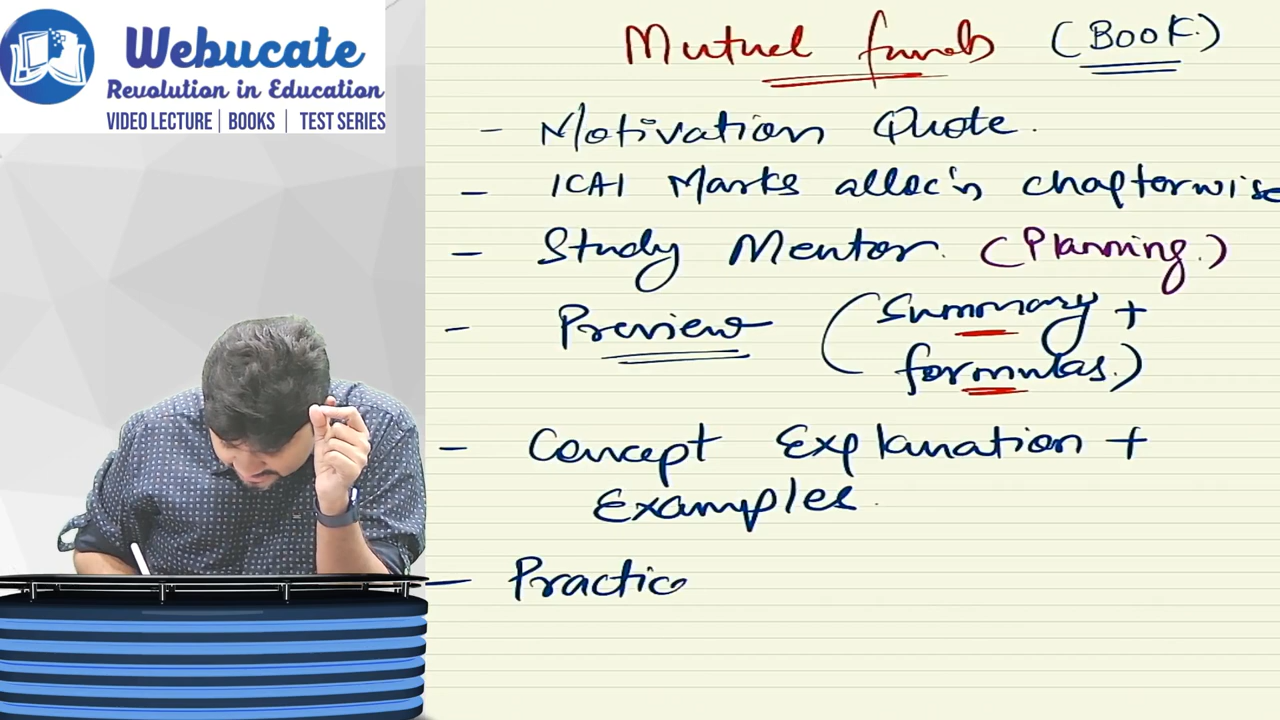 Webucate
Revolution in Education
VIDEO LECTURE | BOOKS | TEST SERIES
Mutual funds (Book.)
- Motivation Quote.
- ICAI Marks alloc'n chapterwise
- Study Mentor. (Planning.)
- Preview (Summary +
formulas.)
- Concept Explanation +
Examples.
- Practic